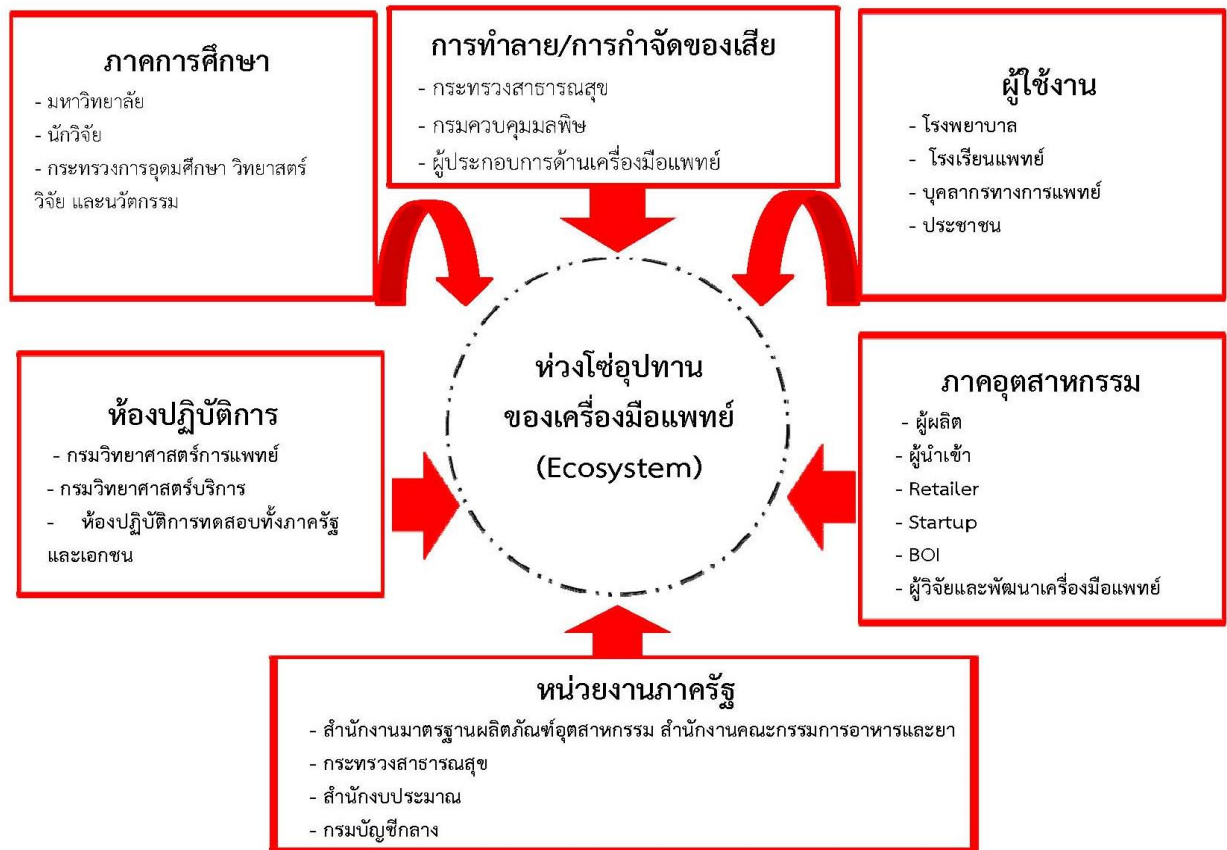 ภาคการศึกษา
- มหาวิทยาลัย
- นักวิจัย
- กระทรวงการอุดมศึกษา วิทยาสตร์
วิจัย และนวัตกรรม
การทำลาย/การกำจัดของเสีย
- กระทรวงสาธารณสุข
- กรมควบคุมมลพิษ
- ผู้ประกอบการด้านเครื่องมือแพทย์
ผู้ใช้งาน
- โรงพยาบาล
- โรงเรียนแพทย์
- บุคลากรทางการแพทย์
- ประชาชน
ห้องปฏิบัติการ
- กรมวิทยาศาสตร์การแพทย์
- กรมวิทยาศาสตร์บริการ
- ห้องปฏิบัติการทดสอบทั้งภาครัฐ
และเอกชน
ห่วงโซ่อุปทาน
ของเครื่องมือแพทย์
(Ecosystem)
ภาคอุตสาหกรรม
- ผู้ผลิต
- ผู้นำเข้า
- Retailer
- Startup
- BOI
- ผู้วิจัยและพัฒนาเครื่องมือแพทย์
หน่วยงานภาครัฐ
- สำนักงานมาตรฐานผลิตภัณฑ์อุตสาหกรรม สำนักงานคณะกรรมการอาหารและยา
- กระทรวงสาธารณสุข
- สำนักงบประมาณ
- กรมบัญชีกลาง